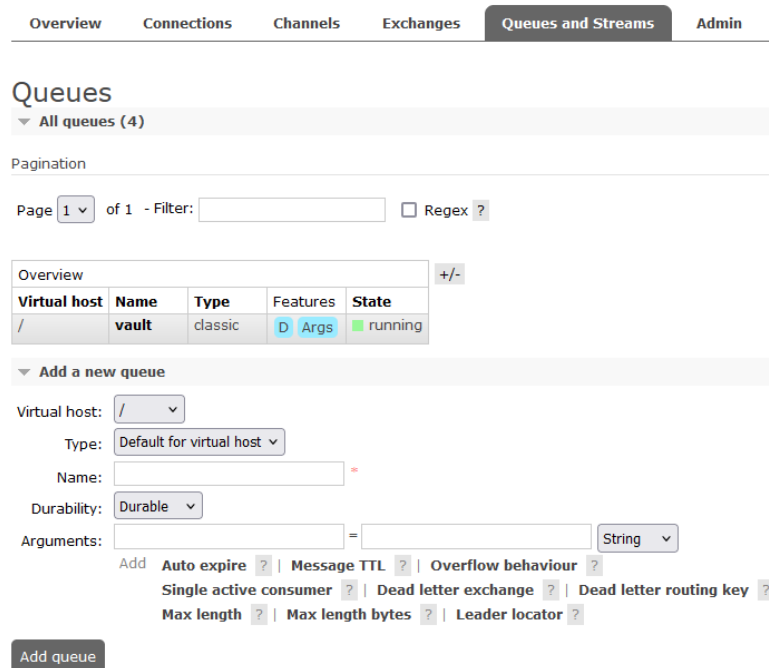 Overview Connections Channels Exchanges Queues and Streams Admin
Queues
All queues (4)
Pagination
Page 1 of 1 - Filter: Regex ?
Overview +/-
Virtual host Name Type Features State
/ vault classic D Args running
Add a new queue
Virtual host: /
Type: Default for virtual host
Name: *
Durability: Durable
Arguments: = String
Add Auto expire ? | Message TTL ? | Overflow behaviour ?
Single active consumer ? | Dead letter exchange ? | Dead letter routing key ?
Max length ? | Max length bytes ? | Leader locator ?
Add queue